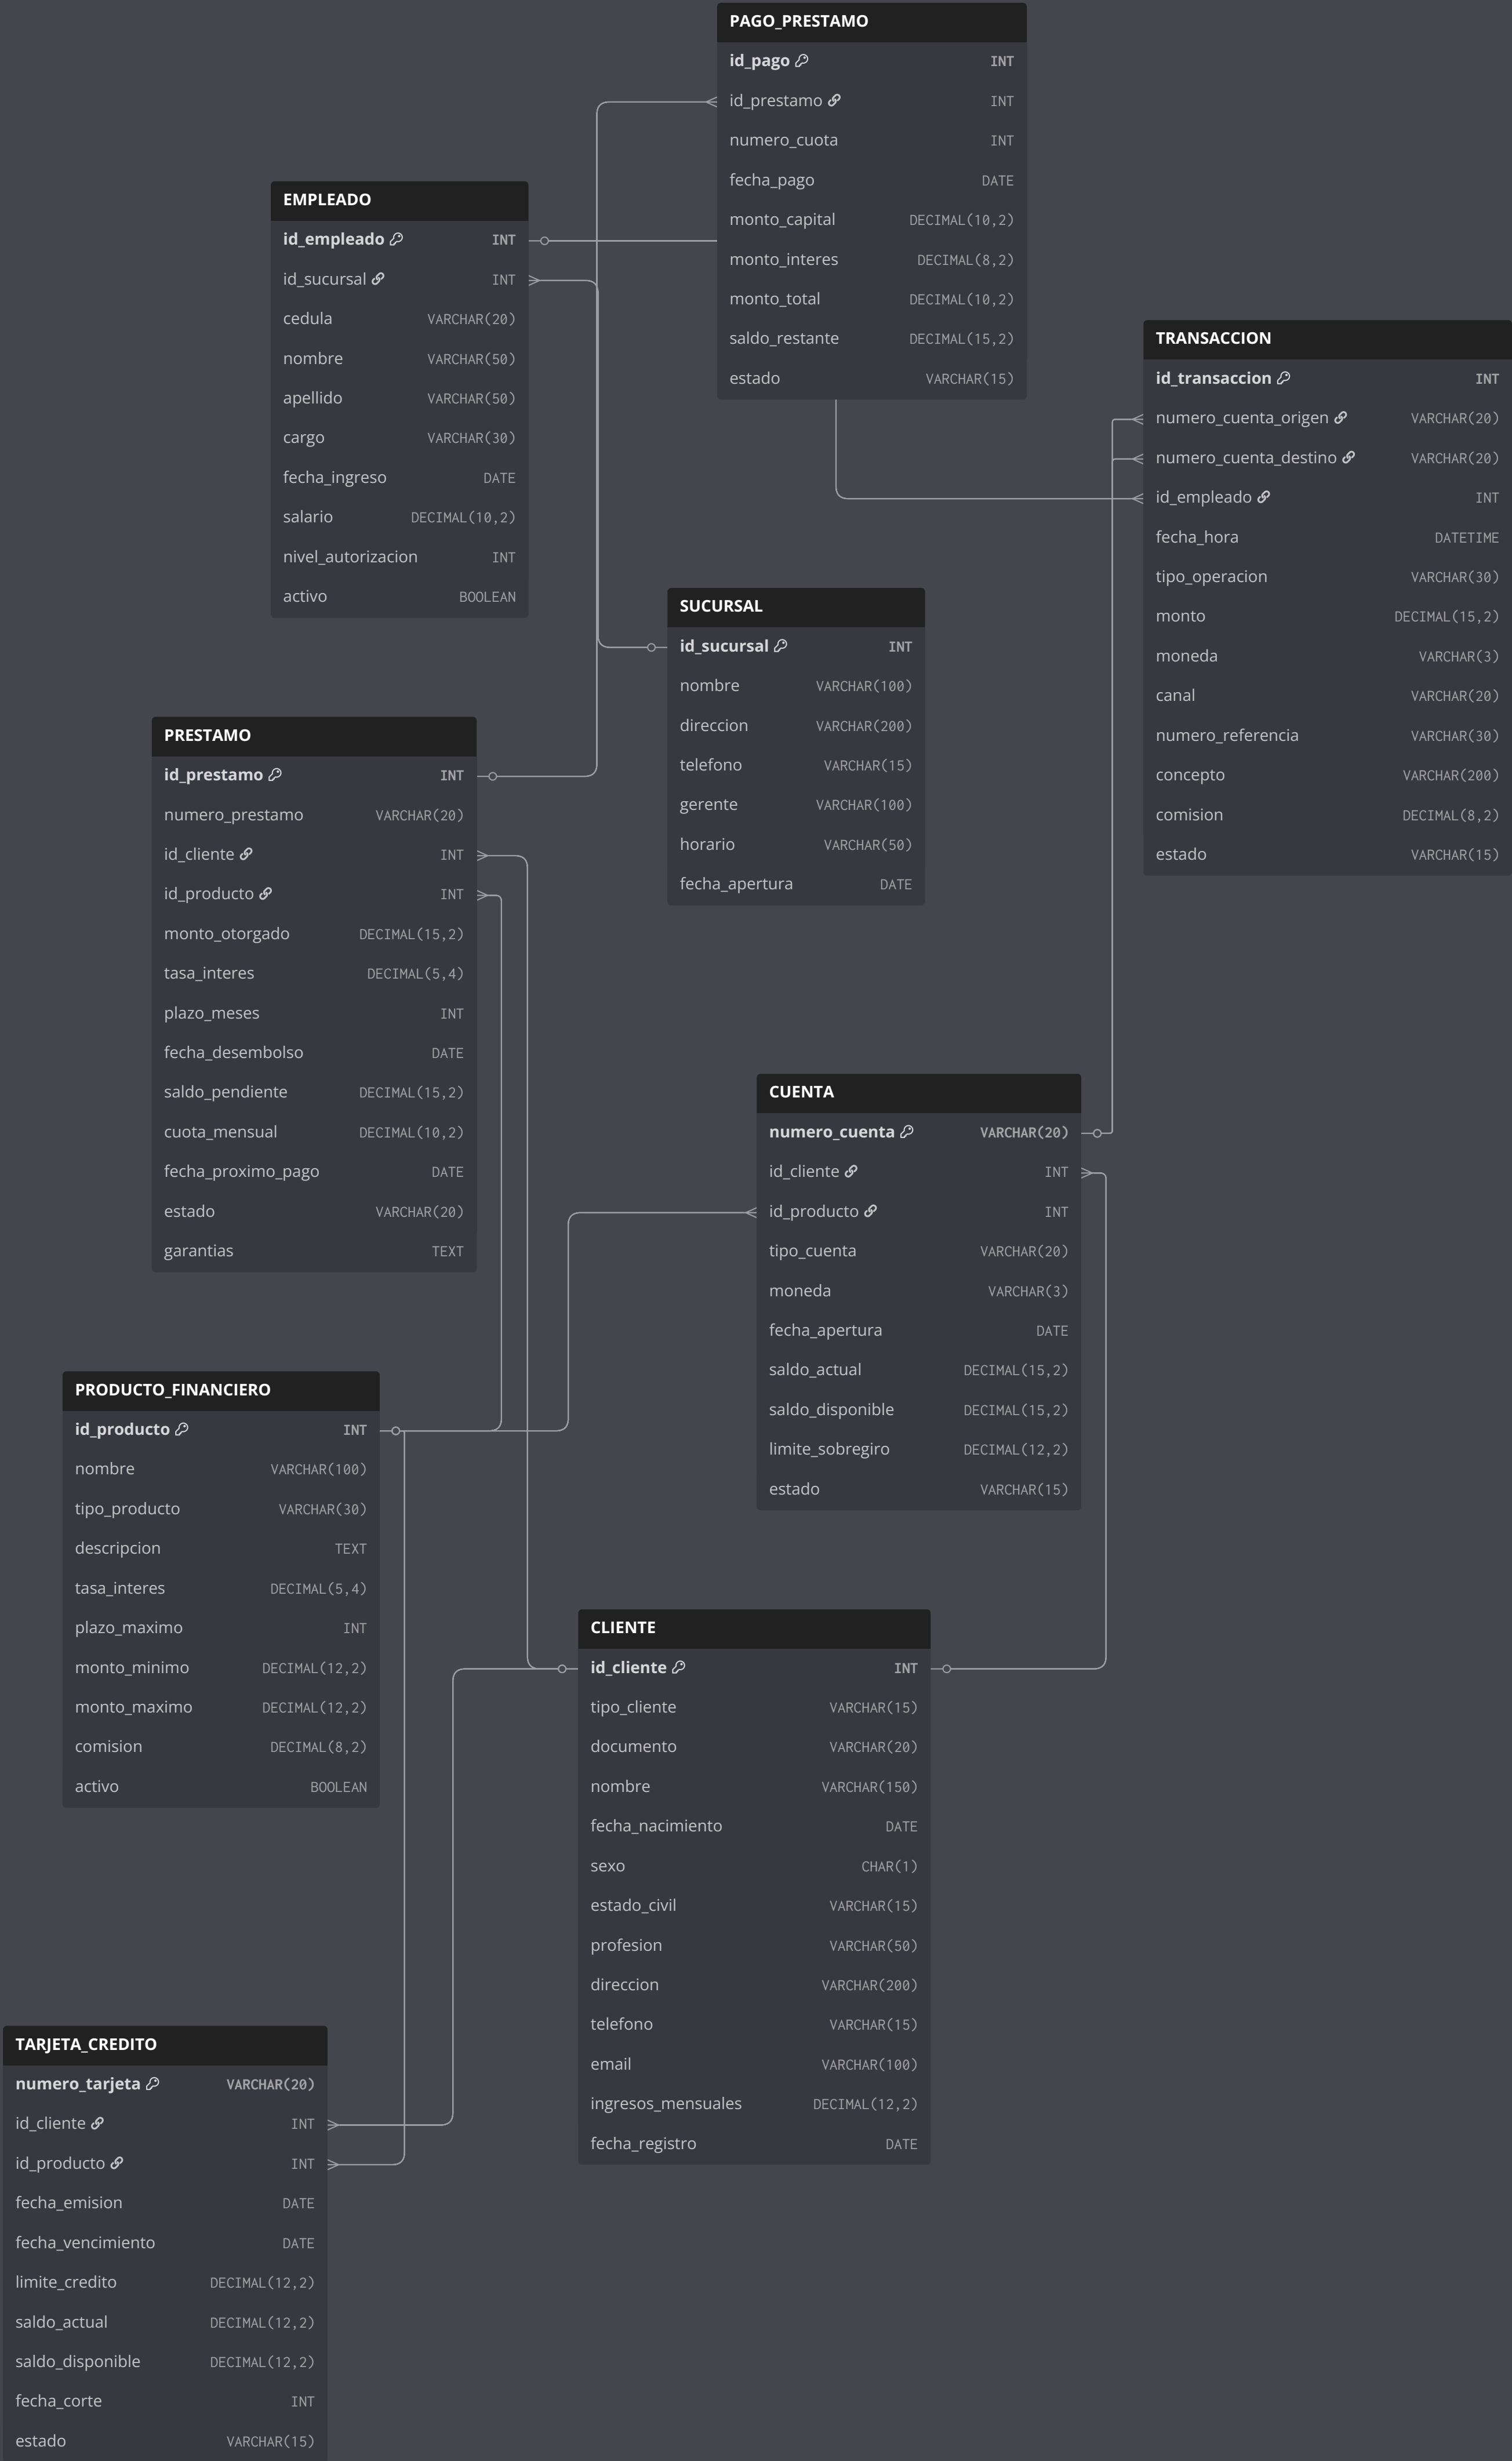 PAGO_PRESTAMO
id_pago INT
id_prestamo INT
numero_cuota INT
fecha_pago DATE
monto_capital DECIMAL(10,2)
monto_interes DECIMAL(8,2)
monto_total DECIMAL(10,2)
saldo_restante DECIMAL(15,2)
estado VARCHAR(15)
EMPLEADO
id_empleado INT
id_sucursal INT
cedula VARCHAR(20)
nombre VARCHAR(50)
apellido VARCHAR(50)
cargo VARCHAR(30)
fecha_ingreso DATE
salario DECIMAL(10,2)
nivel_autorizacion INT
activo BOOLEAN
TRANSACCION
id_transaccion INT
numero_cuenta_origen VARCHAR(20)
numero_cuenta_destino VARCHAR(20)
id_empleado INT
fecha_hora DATETIME
tipo_operacion VARCHAR(30)
monto DECIMAL(15,2)
moneda VARCHAR(3)
canal VARCHAR(20)
numero_referencia VARCHAR(30)
concepto VARCHAR(200)
comision DECIMAL(8,2)
estado VARCHAR(15)
SUCURSAL
id_sucursal INT
nombre VARCHAR(100)
direccion VARCHAR(200)
telefono VARCHAR(15)
gerente VARCHAR(100)
horario VARCHAR(50)
fecha_apertura DATE
PRESTAMO
id_prestamo INT
numero_prestamo VARCHAR(20)
id_cliente INT
id_producto INT
monto_otorgado DECIMAL(15,2)
tasa_interes DECIMAL(5,4)
plazo_meses INT
fecha_desembolso DATE
saldo_pendiente DECIMAL(15,2)
cuota_mensual DECIMAL(10,2)
fecha_proximo_pago DATE
estado VARCHAR(20)
garantias TEXT
CUENTA
numero_cuenta VARCHAR(20)
id_cliente INT
id_producto INT
tipo_cuenta VARCHAR(20)
moneda VARCHAR(3)
fecha_apertura DATE
saldo_actual DECIMAL(15,2)
saldo_disponible DECIMAL(15,2)
limite_sobregiro DECIMAL(12,2)
estado VARCHAR(15)
PRODUCTO_FINANCIERO
id_producto INT
nombre VARCHAR(100)
tipo_producto VARCHAR(30)
descripcion TEXT
tasa_interes DECIMAL(5,4)
plazo_maximo INT
monto_minimo DECIMAL(12,2)
monto_maximo DECIMAL(12,2)
comision DECIMAL(8,2)
activo BOOLEAN
CLIENTE
id_cliente INT
tipo_cliente VARCHAR(15)
documento VARCHAR(20)
nombre VARCHAR(150)
fecha_nacimiento DATE
sexo CHAR(1)
estado_civil VARCHAR(15)
profesion VARCHAR(50)
direccion VARCHAR(200)
telefono VARCHAR(15)
email VARCHAR(100)
ingresos_mensuales DECIMAL(12,2)
fecha_registro DATE
TARJETA_CREDITO
numero_tarjeta VARCHAR(20)
id_cliente INT
id_producto INT
fecha_emision DATE
fecha_vencimiento DATE
limite_credito DECIMAL(12,2)
saldo_actual DECIMAL(12,2)
saldo_disponible DECIMAL(12,2)
fecha_corte INT
estado VARCHAR(15)